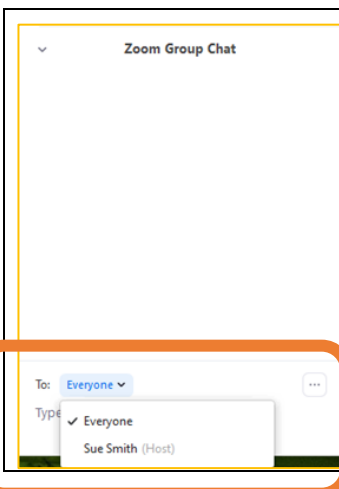 Zoom Group Chat
To: Everyone
Type
Everyone
Sue Smith (Host)